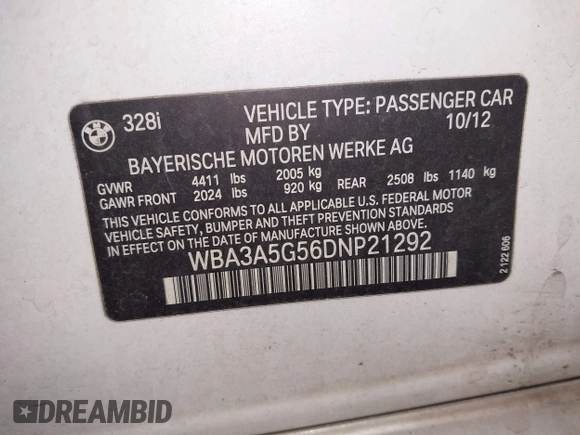 BMW
328i
VEHICLE TYPE: PASSENGER CAR
MFD BY 10/12
BAYERISCHE MOTOREN WERKE AG
GVWR 4411 lbs 2005 kg
GAWR FRONT 2024 lbs 920 kg REAR 2508 lbs 1140 kg
THIS VEHICLE CONFORMS TO ALL APPLICABLE U.S. FEDERAL MOTOR
VEHICLE SAFETY, BUMPER AND THEFT PREVENTION STANDARDS
IN EFFECT ON THE DATE OF MANUFACTURE SHOWN ABOVE.
WBA3A5G56DNP21292
2 122 606
DREAMBID